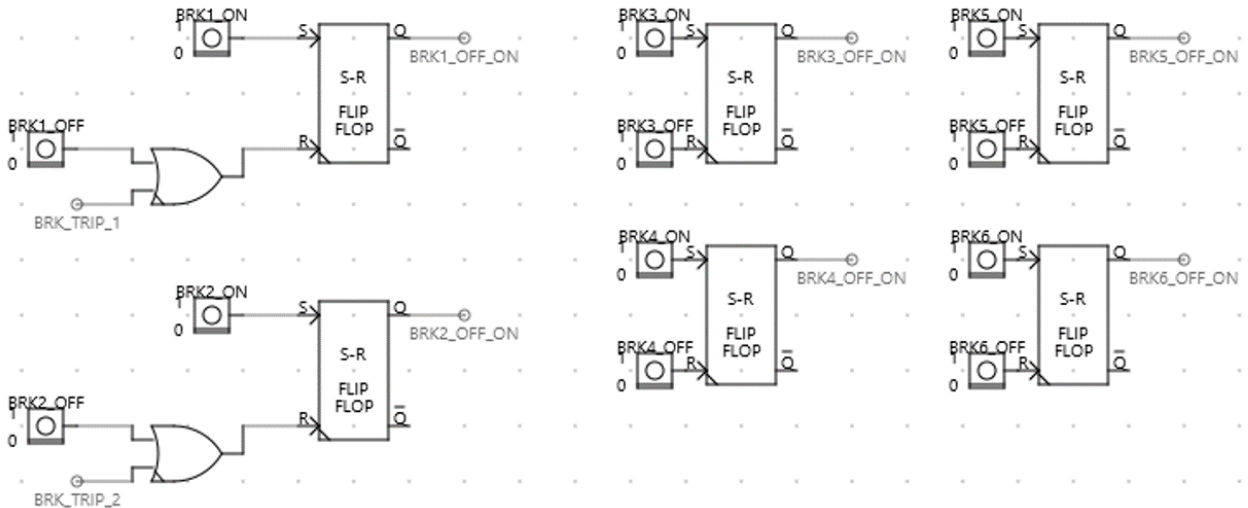 BRK1_ON
1
0
S
Q
BRK1_OFF_ON
S-R
FLIP
FLOP
BRK1_OFF
1
0
R
Q̅
BRK_TRIP_1
BRK2_ON
1
0
S
Q
BRK2_OFF_ON
S-R
FLIP
FLOP
BRK2_OFF
1
0
R
Q̅
BRK_TRIP_2
BRK3_ON
1
0
S
Q
BRK3_OFF_ON
S-R
FLIP
FLOP
BRK3_OFF
1
0
R
Q̅
BRK4_ON
1
0
S
Q
BRK4_OFF_ON
S-R
FLIP
FLOP
BRK4_OFF
1
0
R
Q̅
BRK5_ON
1
0
S
Q
BRK5_OFF_ON
S-R
FLIP
FLOP
BRK5_OFF
1
0
R
Q̅
BRK6_ON
1
0
S
Q
BRK6_OFF_ON
S-R
FLIP
FLOP
BRK6_OFF
1
0
R
Q̅